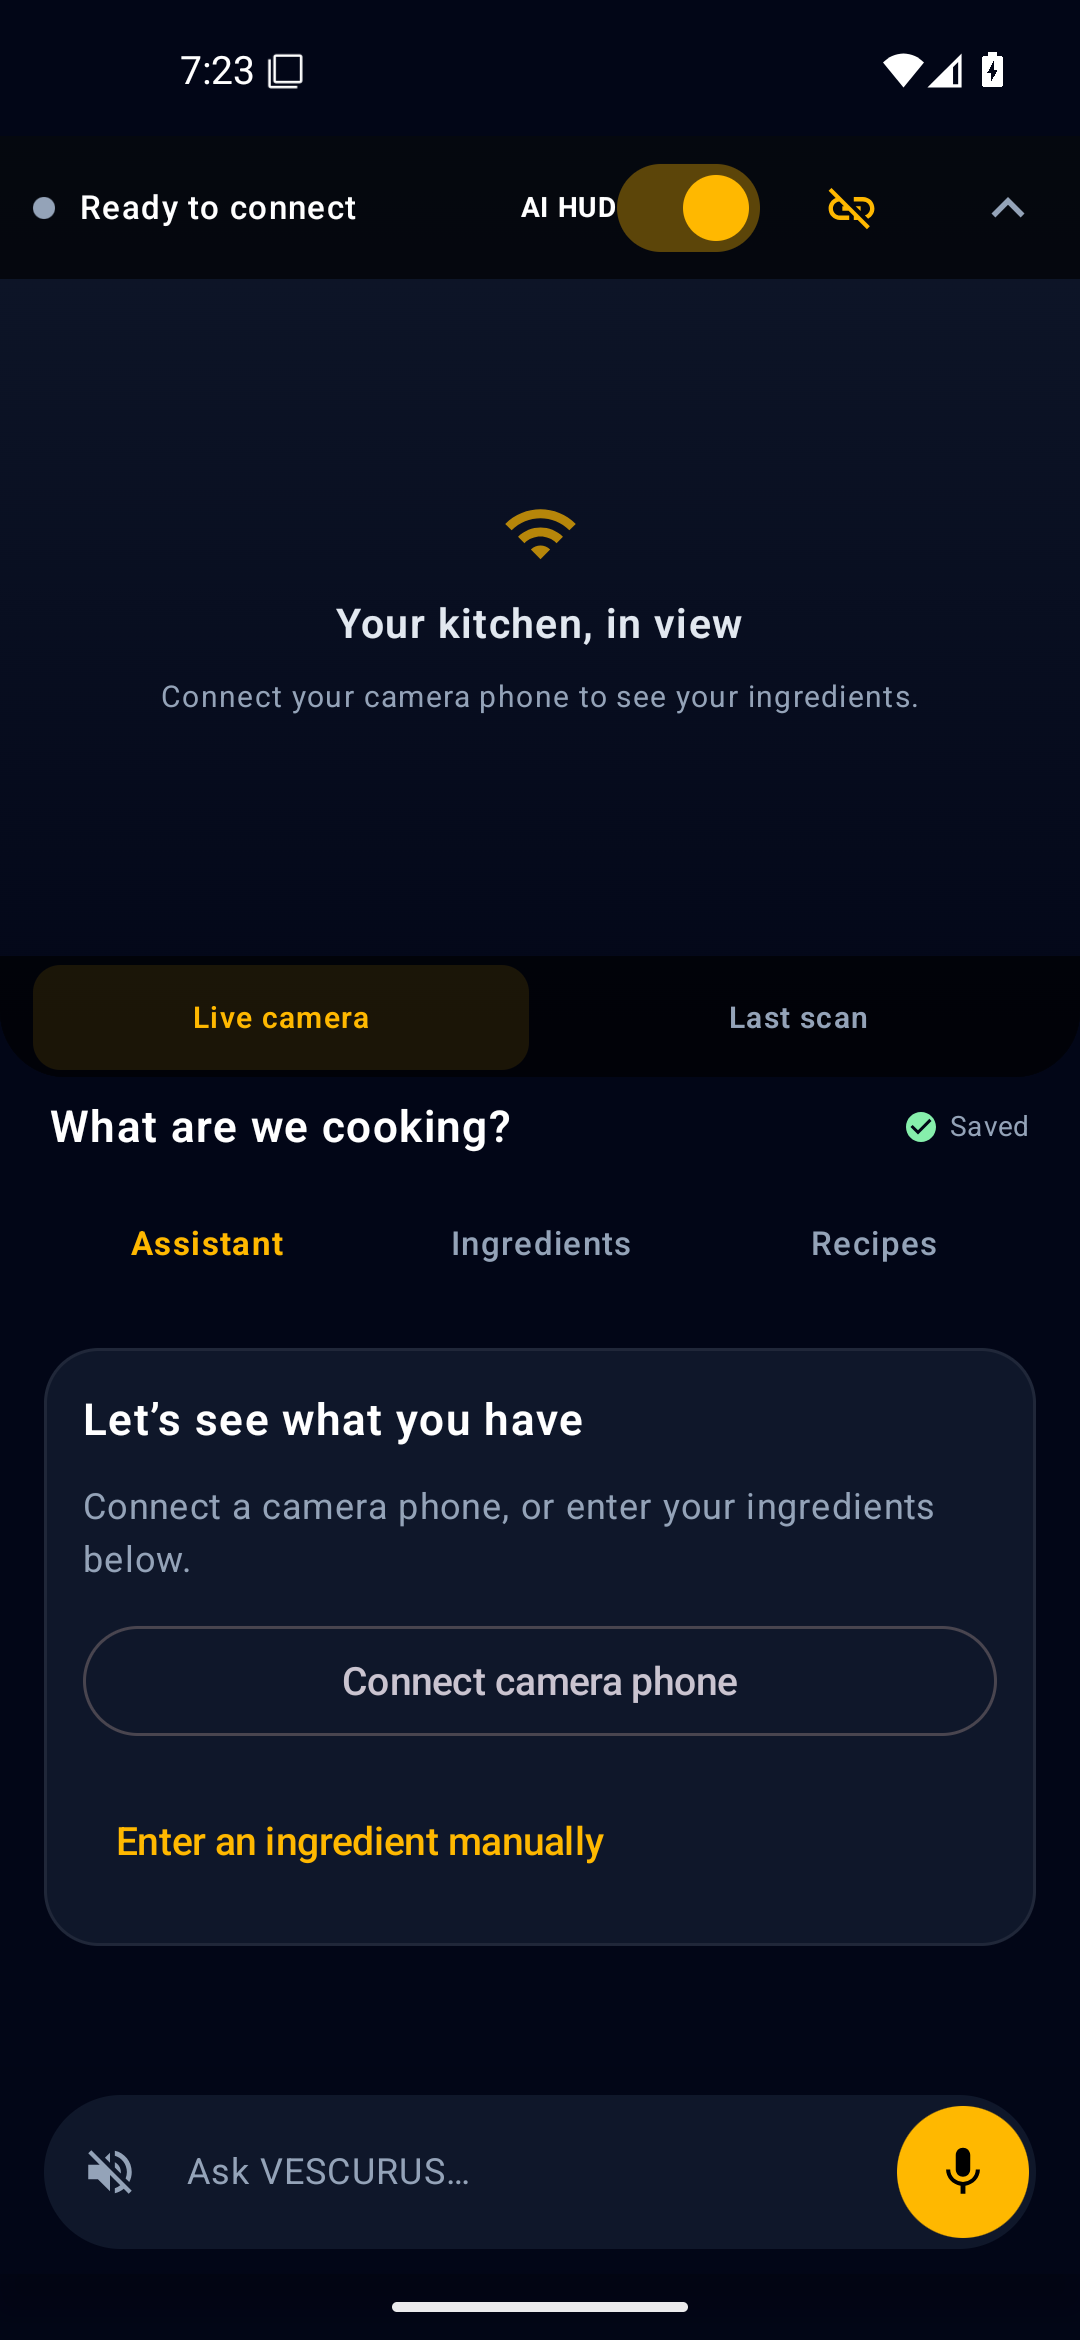 7:23
Ready to connect
AI HUD
Your kitchen, in view
Connect your camera phone to see your ingredients.
Live camera
Last scan
What are we cooking?
Saved
Assistant
Ingredients
Recipes
Let’s see what you have
Connect a camera phone, or enter your ingredients
below.
Connect camera phone
Enter an ingredient manually
Ask VESCURUS…